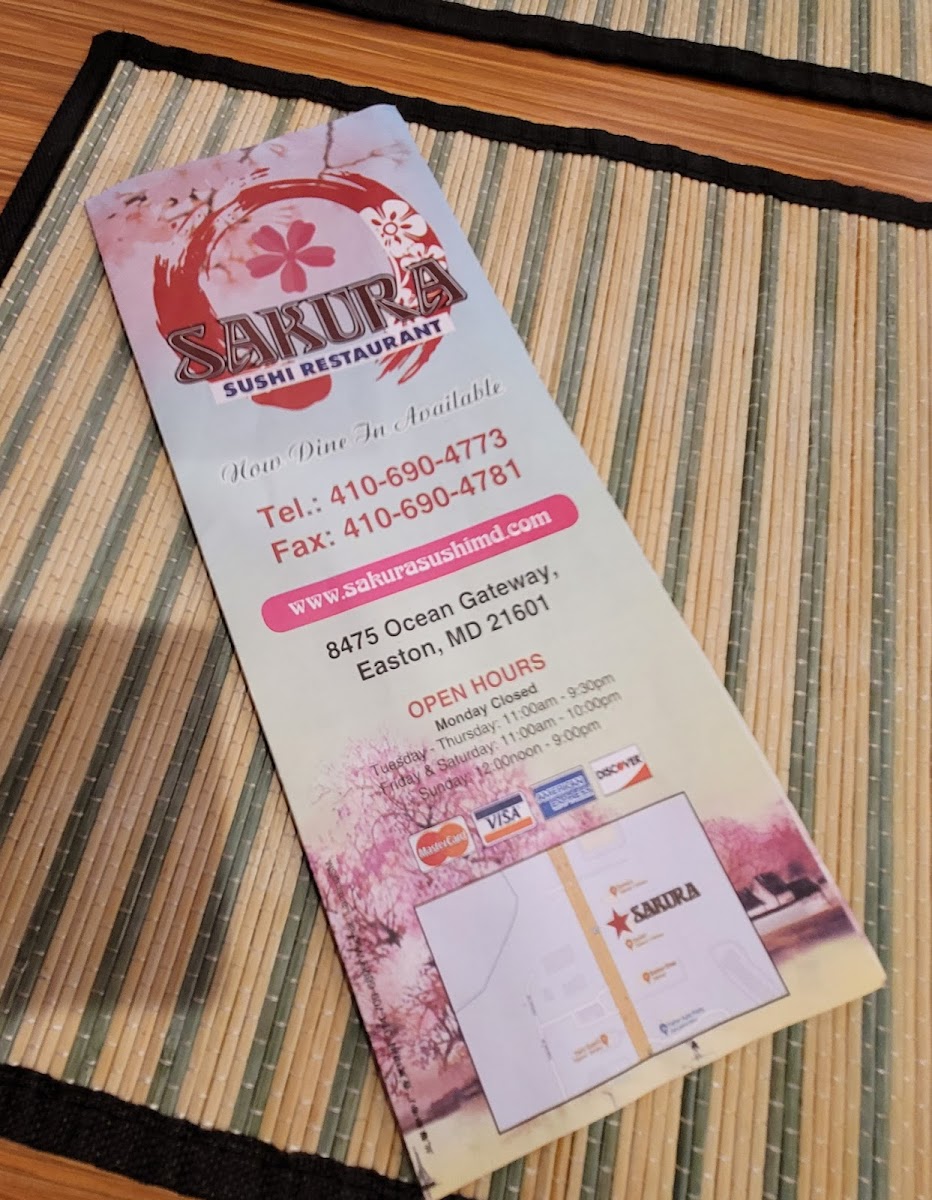 SAKURA
SUSHI RESTAURANT
Now Dine In Available
Tel.: 410-690-4773
Fax: 410-690-4781
www.sakurasushimd.com
8475 Ocean Gateway,
Easton, MD 21601
OPEN HOURS
Monday Closed
Tuesday - Thursday: 11:00am - 9:30pm
Friday & Saturday: 11:00am - 10:00pm
Sunday: 12:00noon - 9:00pm
MasterCard
VISA
AMERICAN EXPRESS
DISCOVER
SAKURA